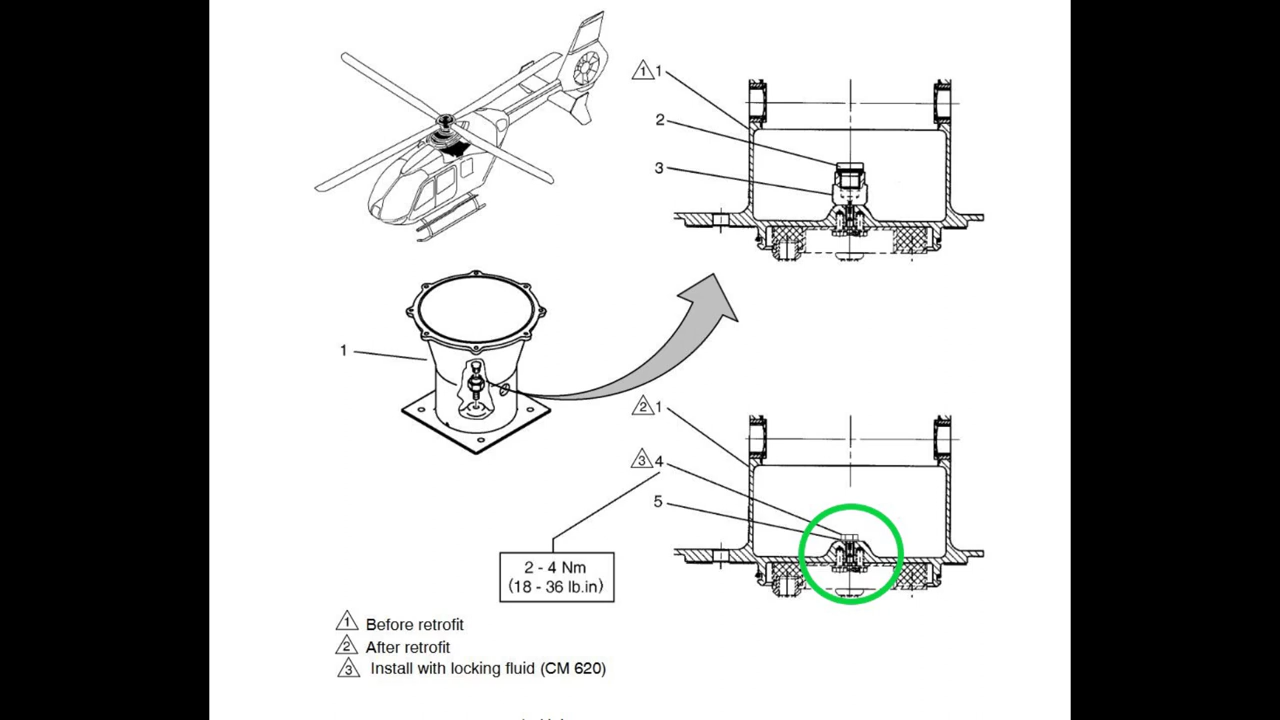 1 1
2
3
1
2 1
3 4
5
2 - 4 Nm
(18 - 36 lb.in)
1 Before retrofit
2 After retrofit
3 Install with locking fluid (CM 620)